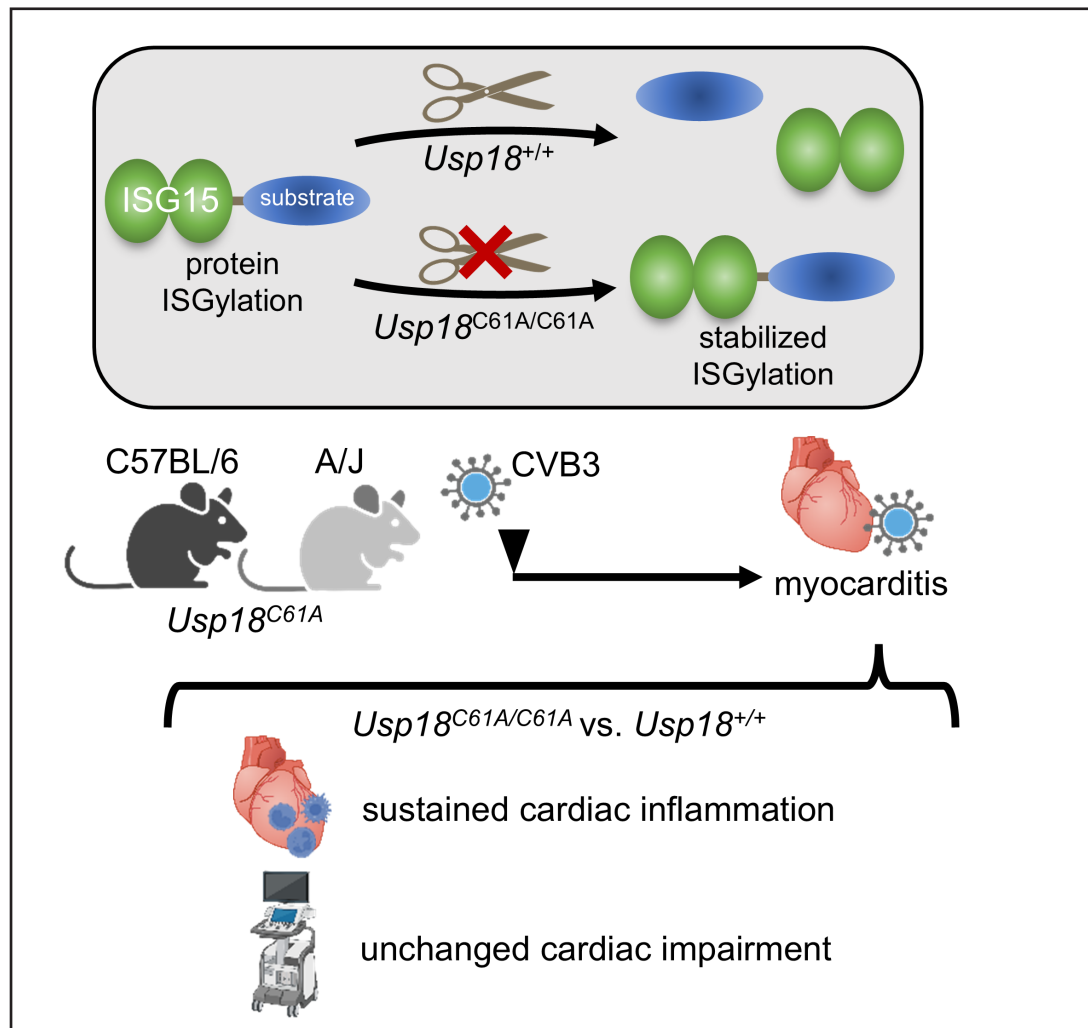 Usp18+/+
ISG15
substrate
protein
ISGylation
Usp18C61A/C61A
stabilized
ISGylation
C57BL/6
A/J
CVB3
Usp18C61A
myocarditis
Usp18C61A/C61A vs. Usp18+/+
sustained cardiac inflammation
unchanged cardiac impairment